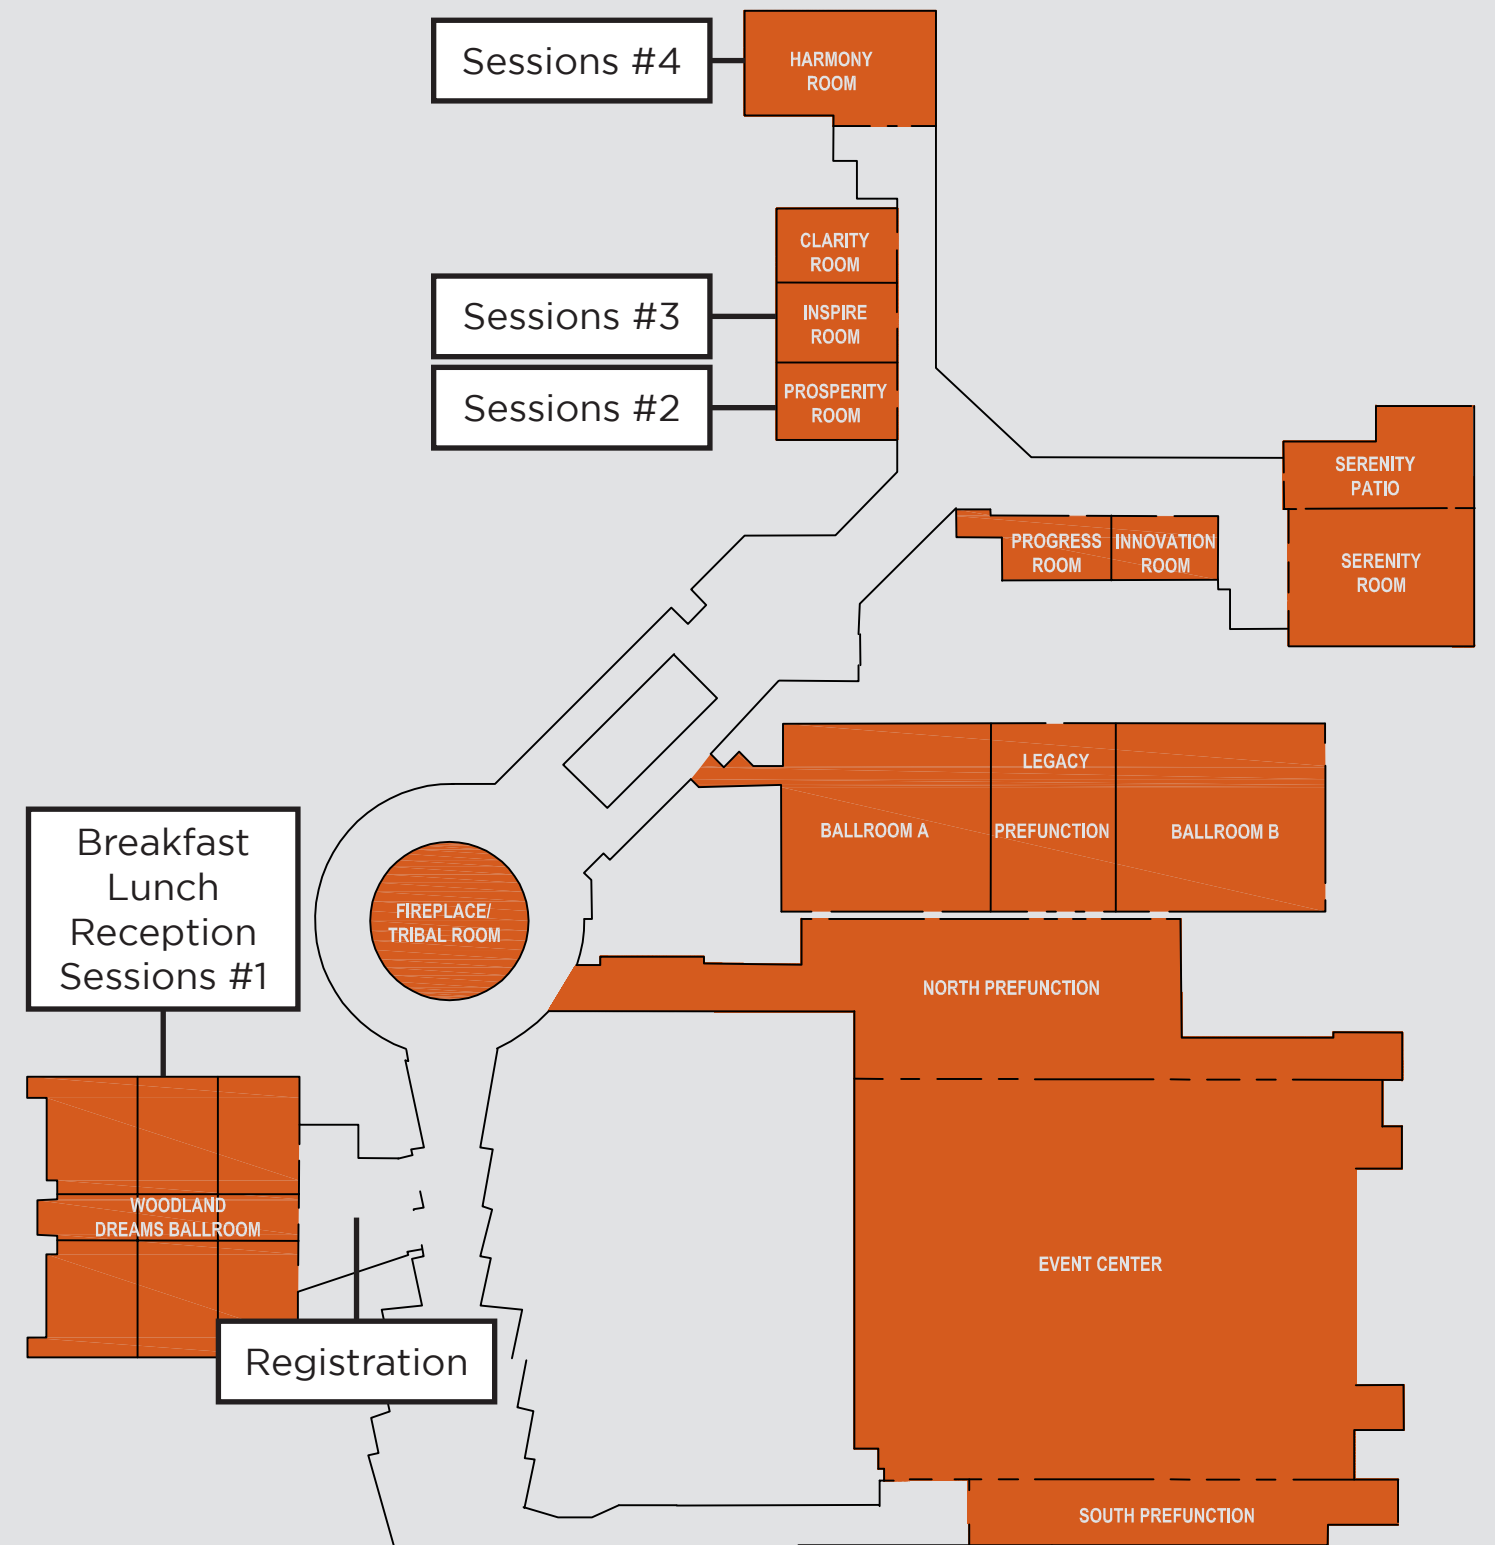 Sessions #4
HARMONY
ROOM
CLARITY
ROOM
Sessions #3
INSPIRE
ROOM
Sessions #2
PROSPERITY
ROOM
SERENITY
PATIO
PROGRESS
ROOM
INNOVATION
ROOM
SERENITY
ROOM
LEGACY
BALLROOM A
PREFUNCTION
BALLROOM B
Breakfast
Lunch
Reception
Sessions #1
FIREPLACE/
TRIBAL ROOM
NORTH PREFUNCTION
WOODLAND
DREAMS BALLROOM
EVENT CENTER
Registration
SOUTH PREFUNCTION